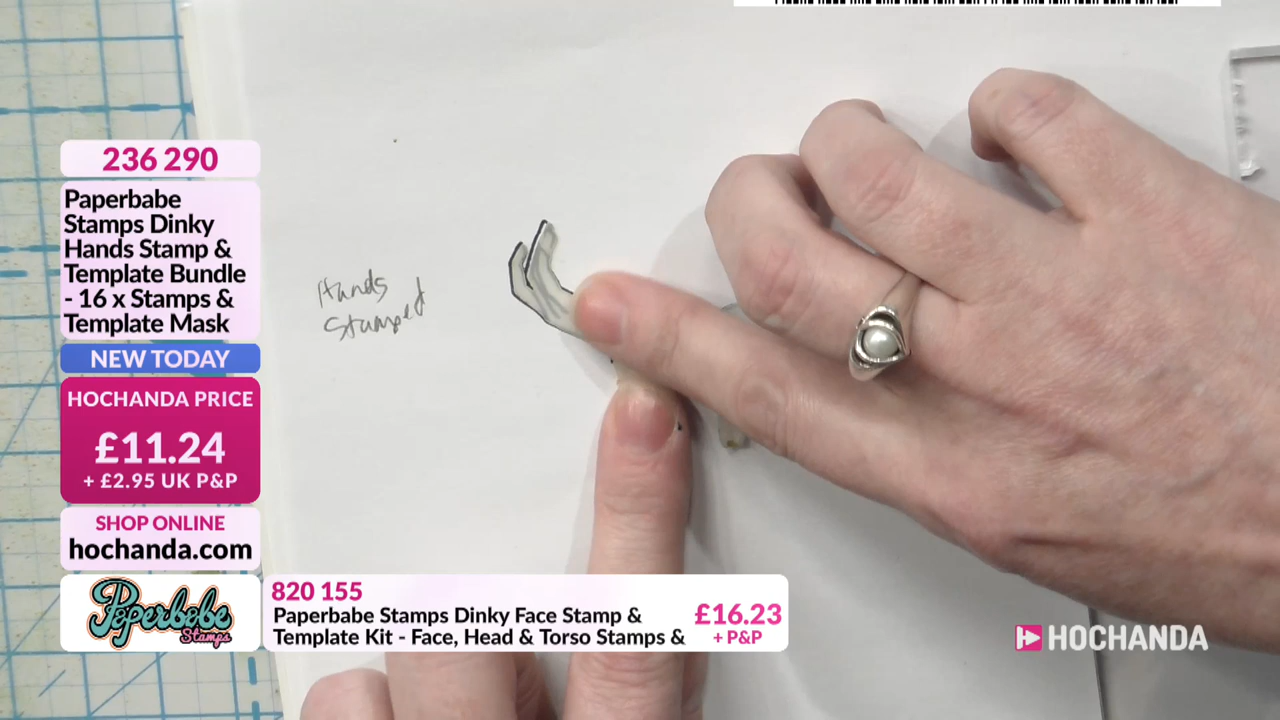 236 290
Paperbabe
Stamps Dinky
Hands Stamp &
Template Bundle
- 16 x Stamps &
Template Mask
NEW TODAY
HOCHANDA PRICE
£11.24
+ £2.95 UK P&P
SHOP ONLINE
hochanda.com
Hands
Stamped
Paperbabe
Stamps
820 155
Paperbabe Stamps Dinky Face Stamp &
Template Kit - Face, Head & Torso Stamps &
£16.23
+ P&P
HOCHANDA